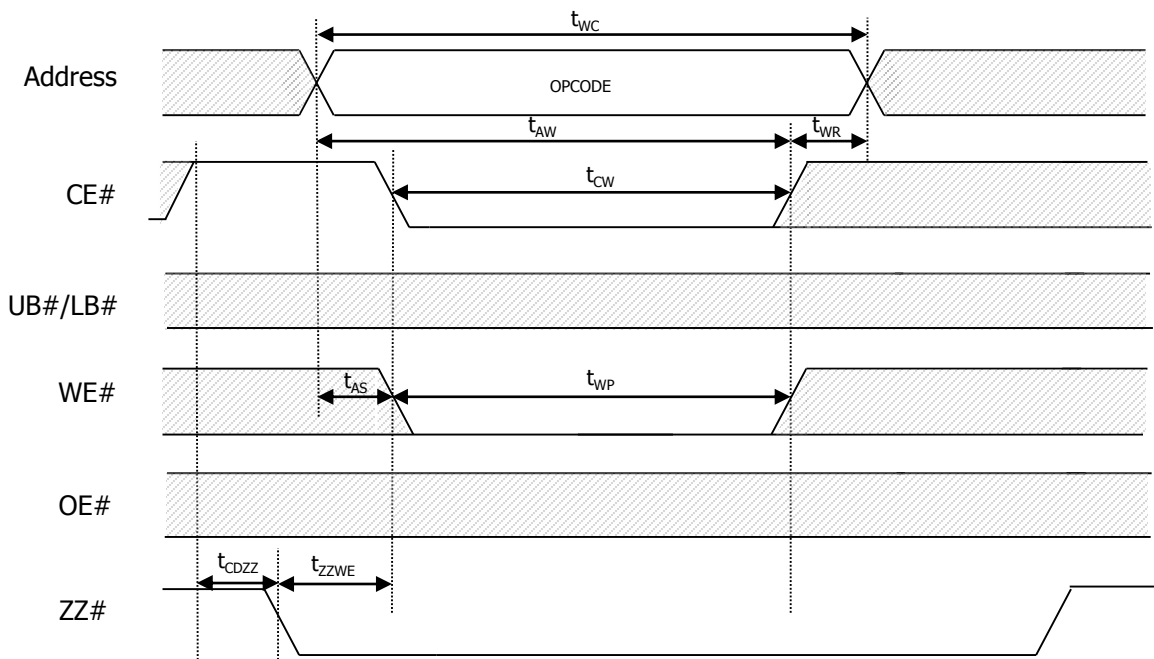 tWC
Address
OPCODE
tAW
tWR
CE#
tCW
UB#/LB#
WE#
tAS
tWP
OE#
tCDZZ
tZZWE
ZZ#